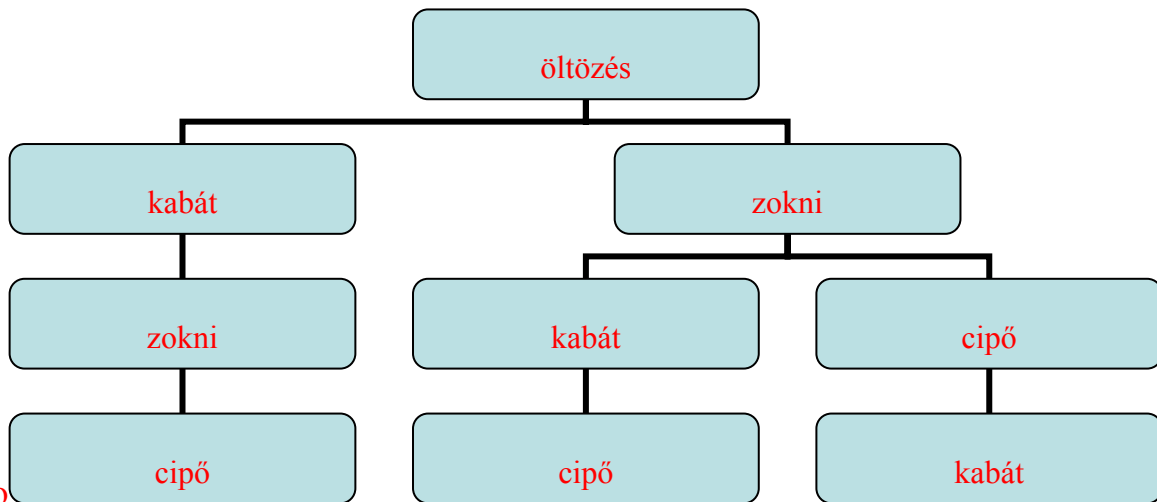 öltözés
kabát
zokni
zokni
kabát
cipő
cipő
cipő
kabát